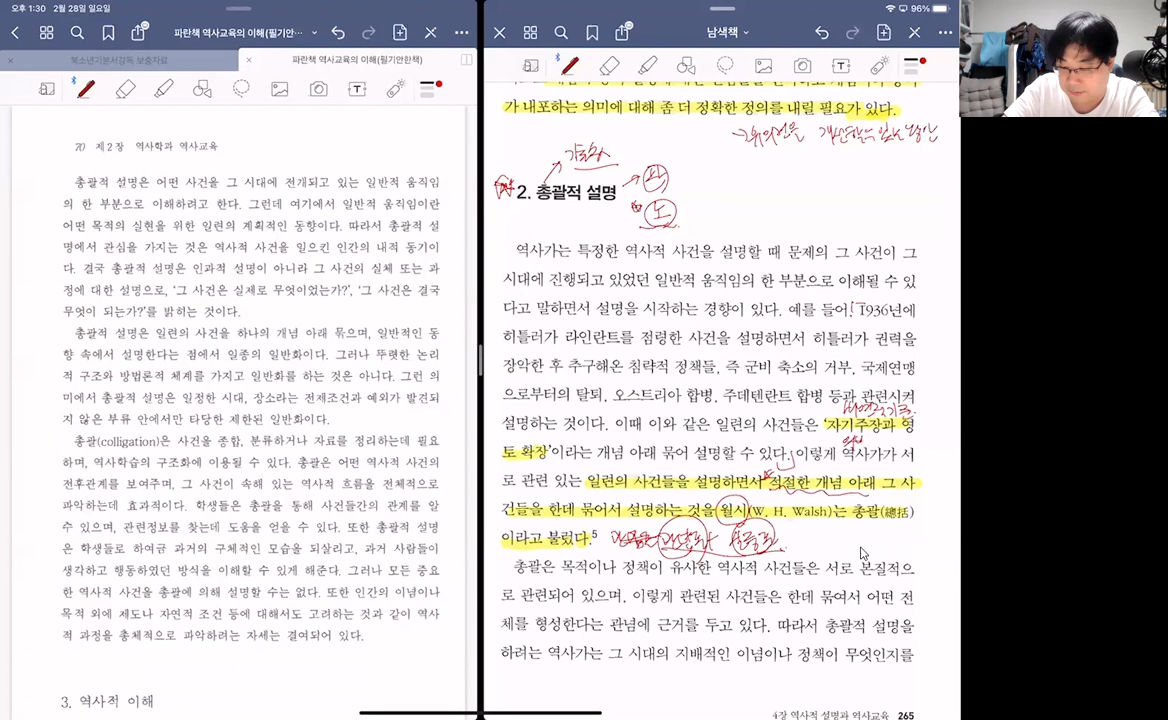 오후 1:30 2월 28일 일요일
96%
파란책 역사교육의 이해(필기안...
남색책
북소년기본서강독 보충자료
파란책 역사교육의 이해(필기안한책)
70 제2장 역사학과 역사교육
총괄적 설명은 어떤 사건을 그 시대에 전개되고 있는 일반적 움직임
의 한 부분으로 이해하려고 한다. 그런데 여기에서 일반적 움직임이란
어떤 목적의 실현을 위한 일련의 계획적인 동향이다. 따라서 총괄적 설
명에서 관심을 가지는 것은 역사적 사건을 일으킨 인간의 내적 동기이
다. 결국 총괄적 설명은 인과적 설명이 아니라 그 사건의 실체 또는 과
정에 대한 설명으로, '그 사건은 실제로 무엇이었는가?', '그 사건은 결국
무엇이 되는가?'를 밝히는 것이다.
총괄적 설명은 일련의 사건을 하나의 개념 아래 묶으며, 일반적인 동
향 속에서 설명한다는 점에서 일종의 일반화이다. 그러나 뚜렷한 논리
적 구조와 방법론적 체계를 가지고 일반화를 하는 것은 아니다. 그런 의
미에서 총괄적 설명은 일정한 시대, 장소라는 전제조건과 예외가 발견되
지 않은 부류 안에서만 타당한 제한된 일반화이다.
총괄(colligation)은 사건을 종합, 분류하거나 자료를 정리하는데 필요
하며, 역사학습의 구조화에 이용될 수 있다. 총괄은 어떤 역사적 사건의
전후관계를 보여주며, 그 사건이 속해 있는 역사적 흐름을 전체적으로
파악하는데 효과적이다. 학생들은 총괄을 통해 사건들간의 관계를 알
수 있으며, 관련정보를 찾는데 도움을 얻을 수 있다. 또한 총괄적 설명
은 학생들로 하여금 과거의 구체적인 모습을 되살리고, 과거 사람들이
생각하고 행동하였던 방식을 이해할 수 있게 해준다. 그러나 모든 중요
한 역사적 사건을 총괄에 의해 설명할 수는 없다. 또한 인간의 이념이나
목적 외에 제도나 자연적 조건 등에 대해서도 고려하는 것과 같이 역사
적 과정을 총체적으로 파악하려는 자세는 결여되어 있다.
3. 역사적 이해
가 내포하는 의미에 대해 좀 더 정확한 정의를 내릴 필요가 있다.
2. 총괄적 설명
역사가는 특정한 역사적 사건을 설명할 때 문제의 그 사건이 그
시대에 진행되고 있었던 일반적 움직임의 한 부분으로 이해될 수 있
다고 말하면서 설명을 시작하는 경향이 있다. 예를 들어 1936년에
히틀러가 라인란트를 점령한 사건을 설명하면서 히틀러가 권력을
장악한 후 추구해온 침략적 정책들, 즉 군비 축소의 거부, 국제연맹
으로부터의 탈퇴, 오스트리아 합병, 주데텐란트 합병 등과 관련시켜
설명하는 것이다. 이때 이와 같은 일련의 사건들은 '자기주장과 영
토 확장'이라는 개념 아래 묶어 설명할 수 있다. 이렇게 역사가가 서
로 관련 있는 일련의 사건들을 설명하면서 적절한 개념 아래 그 사
건들을 한데 묶어서 설명하는 것을 월시(W. H. Walsh)는 총괄(總括)
이라고 불렀다.5
총괄은 목적이나 정책이 유사한 역사적 사건들은 서로 본질적으
로 관련되어 있으며, 이렇게 관련된 사건들은 한데 묶여서 어떤 전
체를 형성한다는 관념에 근거를 두고 있다. 따라서 총괄적 설명을
하려는 역사가는 그 시대의 지배적인 이념이나 정책이 무엇인지를
4장 역사적 설명과 역사교육 265